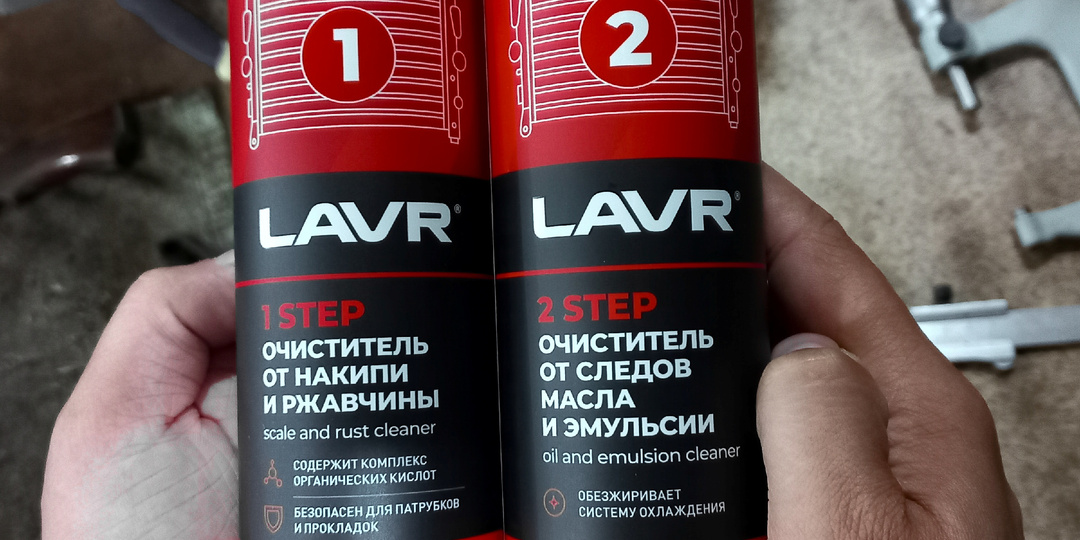 1
LAVR®
1 STEP
ОЧИСТИТЕЛЬ
ОТ НАКИПИ
И РЖАВЧИНЫ
scale and rust cleaner
СОДЕРЖИТ КОМПЛЕКС
ОРГАНИЧЕСКИХ КИСЛОТ
БЕЗОПАСЕН ДЛЯ ПАТРУБКОВ
И ПРОКЛАДОК
2
LAVR®
2 STEP
ОЧИСТИТЕЛЬ
ОТ СЛЕДОВ
МАСЛА
И ЭМУЛЬСИИ
oil and emulsion cleaner
ОБЕЗЖИРИВАЕТ
СИСТЕМУ ОХЛАЖДЕНИЯ